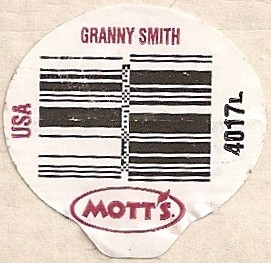 GRANNY SMITH
USA
4017L
MOTT'S.